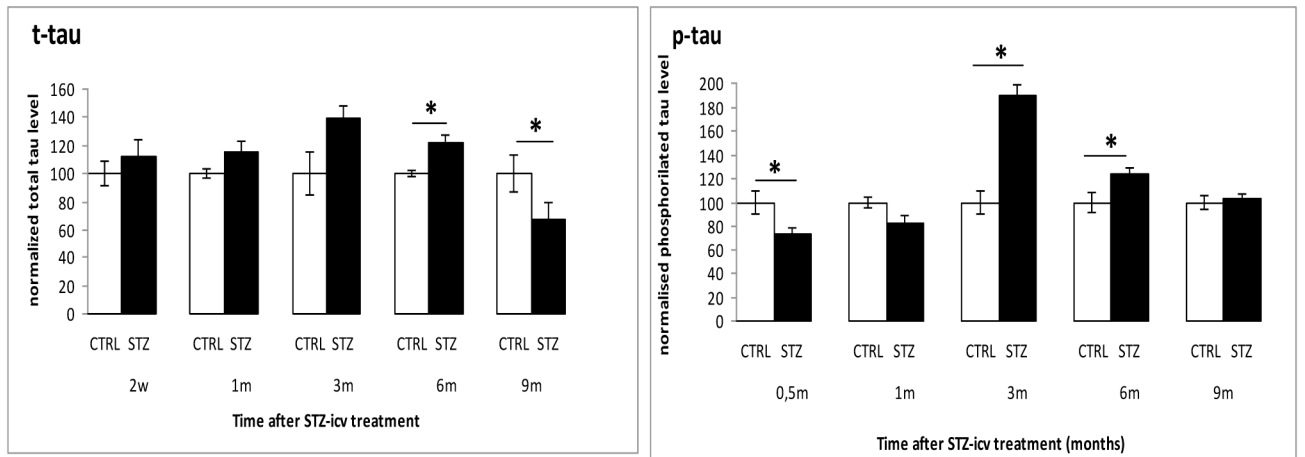 t-tau
normalized total tau level
160
140
120
100
80
60
40
20
0
*
*
CTRL STZ CTRL STZ CTRL STZ CTRL STZ CTRL STZ
2w 1m 3m 6m 9m
Time after STZ-icv treatment
p-tau
normalised phosphorilated tau level
200
180
160
140
120
100
80
60
40
20
0
*
*
*
CTRL STZ CTRL STZ CTRL STZ CTRL STZ CTRL STZ
0,5m 1m 3m 6m 9m
Time after STZ-icv treatment (months)